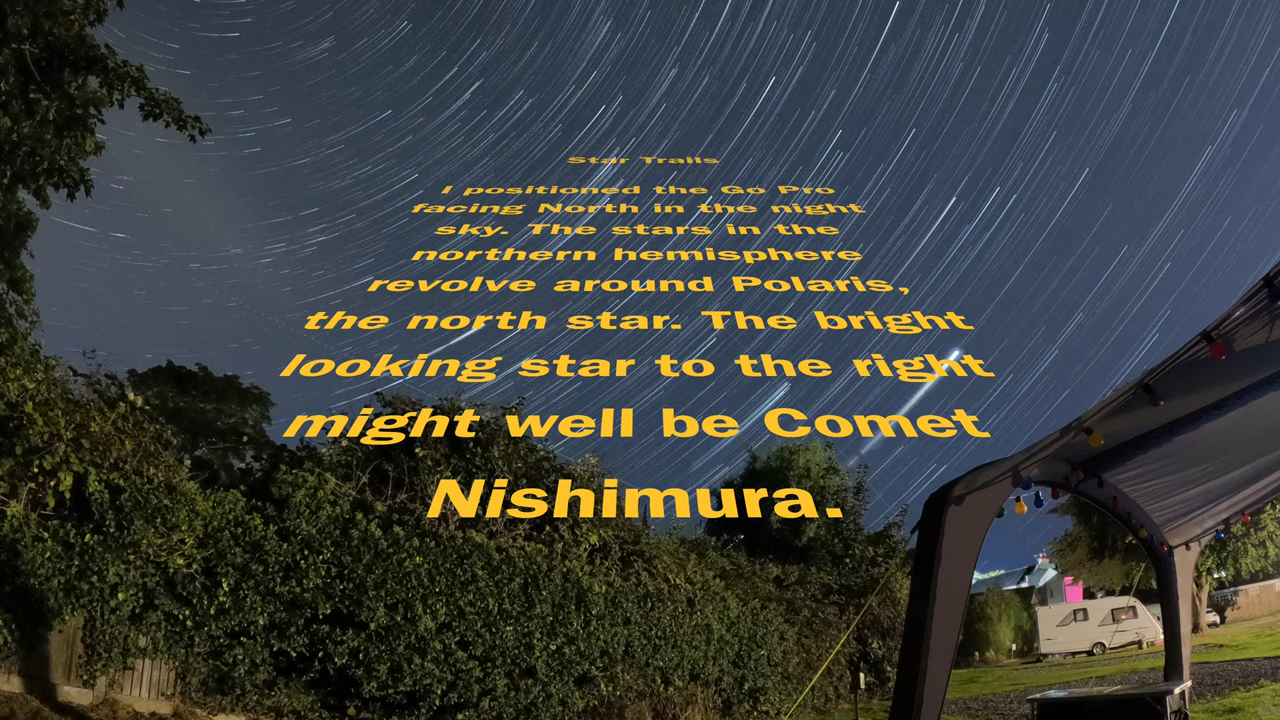 Star Trails
I positioned the Go Pro
facing North in the night
sky. The stars in the
northern hemisphere
revolve around Polaris,
the north star. The bright
looking star to the right
might well be Comet
Nishimura.